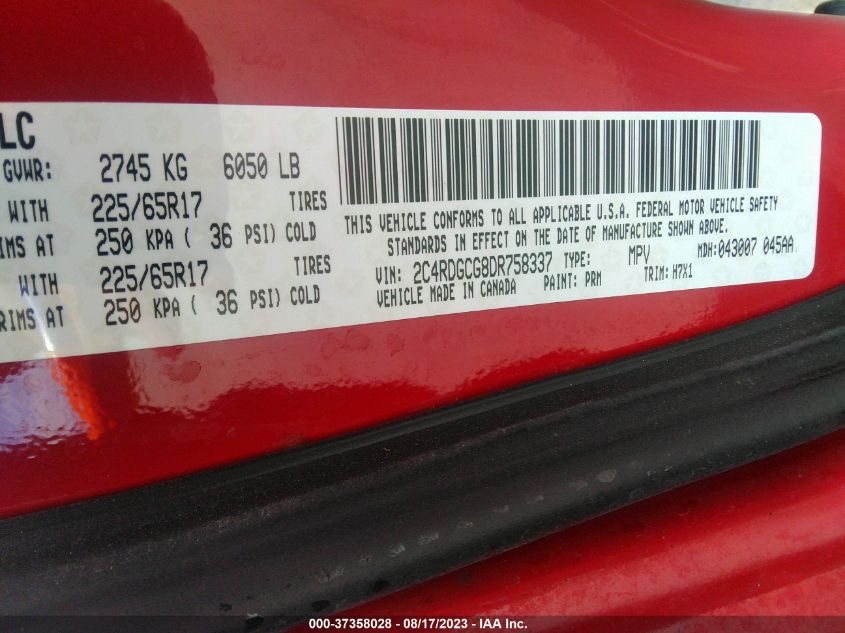 LC
GVWR: 2745 KG 6050 LB
WITH 225/65R17 TIRES
RIMS AT 250 KPA ( 36 PSI) COLD
WITH 225/65R17 TIRES
RIMS AT 250 KPA ( 36 PSI) COLD
THIS VEHICLE CONFORMS TO ALL APPLICABLE U.S.A. FEDERAL MOTOR VEHICLE SAFETY
STANDARDS IN EFFECT ON THE DATE OF MANUFACTURE SHOWN ABOVE.
VIN: 2C4RDGCG8DR758337 TYPE: MPV MDH: 043007 045AA
VEHICLE MADE IN CANADA PAINT: PRM TRIM: H7X1
000-37358028 - 08/17/2023 - IAA Inc.